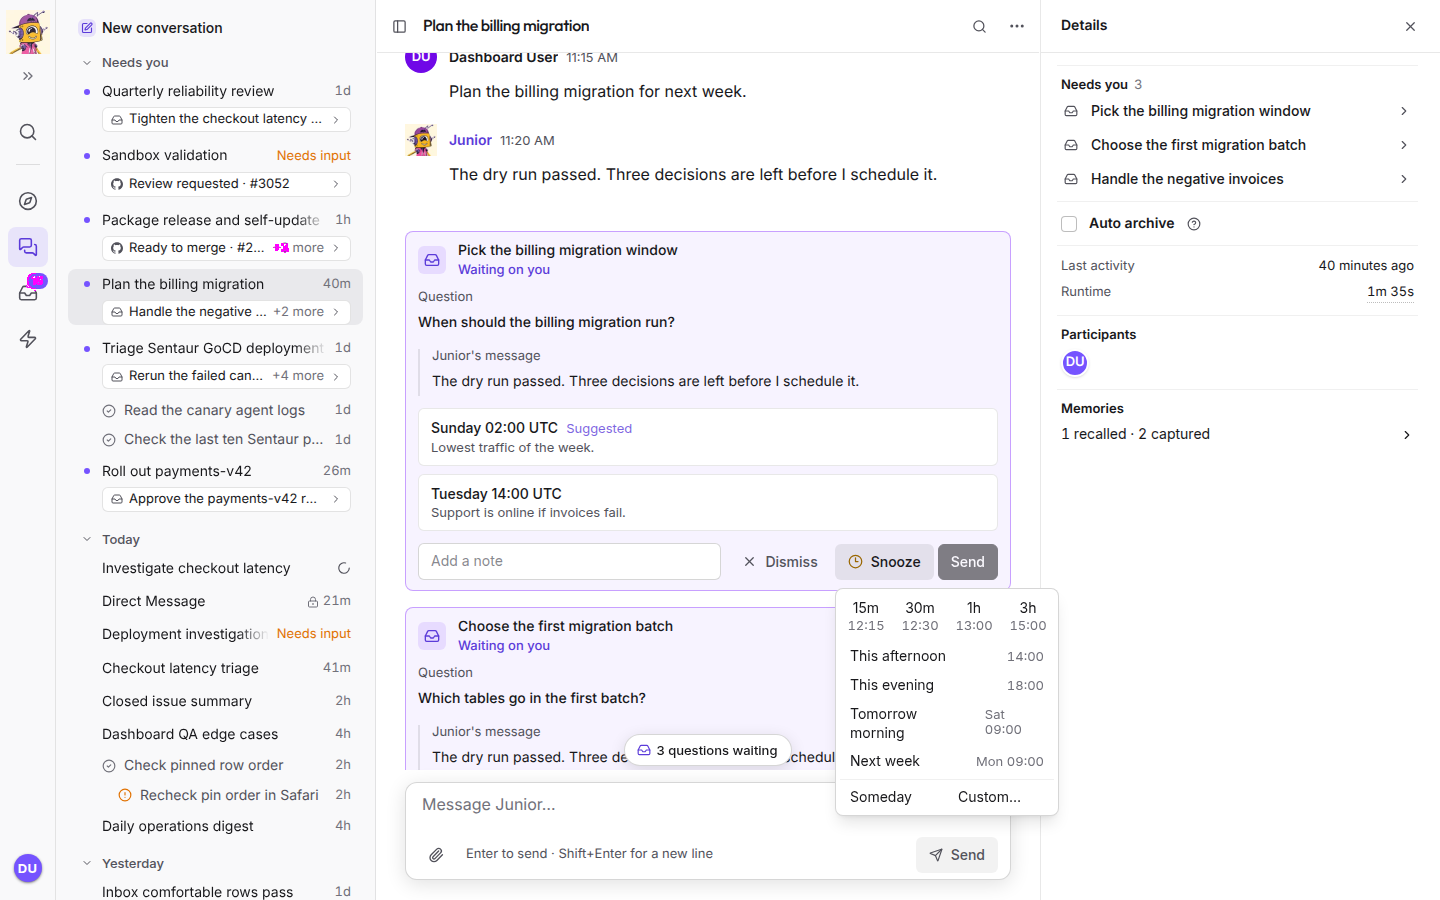 New conversation
Needs you
Quarterly reliability review 1d
Tighten the checkout latency ...
Sandbox validation Needs input
Review requested · #3052
Package release and self-update 1h
Ready to merge · #2... more
Plan the billing migration 40m
Handle the negative ... +2 more
Triage Sentaur GoCD deployment 1d
Rerun the failed can... +4 more
Read the canary agent logs 1d
Check the last ten Sentaur p... 1d
Roll out payments-v42 26m
Approve the payments-v42 r...
Today
Investigate checkout latency
Direct Message 21m
Deployment investigation Needs input
Checkout latency triage 41m
Closed issue summary 2h
Dashboard QA edge cases 4h
Check pinned row order 2h
Recheck pin order in Safari 2h
Daily operations digest 4h
Yesterday
Inbox comfortable rows pass 1d
DU
Plan the billing migration
DU Dashboard User 11:15 AM
Plan the billing migration for next week.
Junior 11:20 AM
The dry run passed. Three decisions are left before I schedule it.
Pick the billing migration window
Waiting on you
Question
When should the billing migration run?
Junior's message
The dry run passed. Three decisions are left before I schedule it.
Sunday 02:00 UTC Suggested
Lowest traffic of the week.
Tuesday 14:00 UTC
Support is online if invoices fail.
Add a note Dismiss Snooze Send
15m 30m 1h 3h
12:15 12:30 13:00 15:00
This afternoon 14:00
This evening 18:00
Tomorrow morning Sat 09:00
Next week Mon 09:00
Someday Custom...
Choose the first migration batch
Waiting on you
Question
Which tables go in the first batch?
Junior's message
The dry run passed. Three de
3 questions waiting
Message Junior...
Enter to send · Shift+Enter for a new line
Send
Details
Needs you 3
Pick the billing migration window
Choose the first migration batch
Handle the negative invoices
Auto archive
Last activity 40 minutes ago
Runtime 1m 35s
Participants
DU
Memories
1 recalled · 2 captured